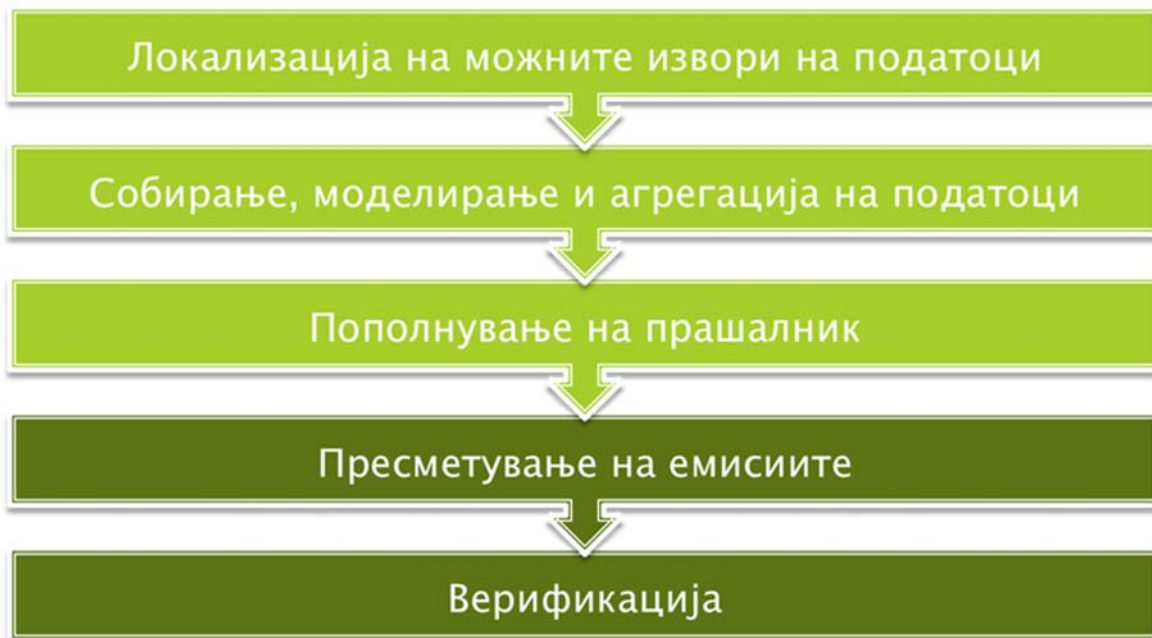 Локализација на можните извори на податоци
Собирање, моделирање и агрегација на податоци
Пополнување на прашалник
Пресметување на емисиите
Верификација